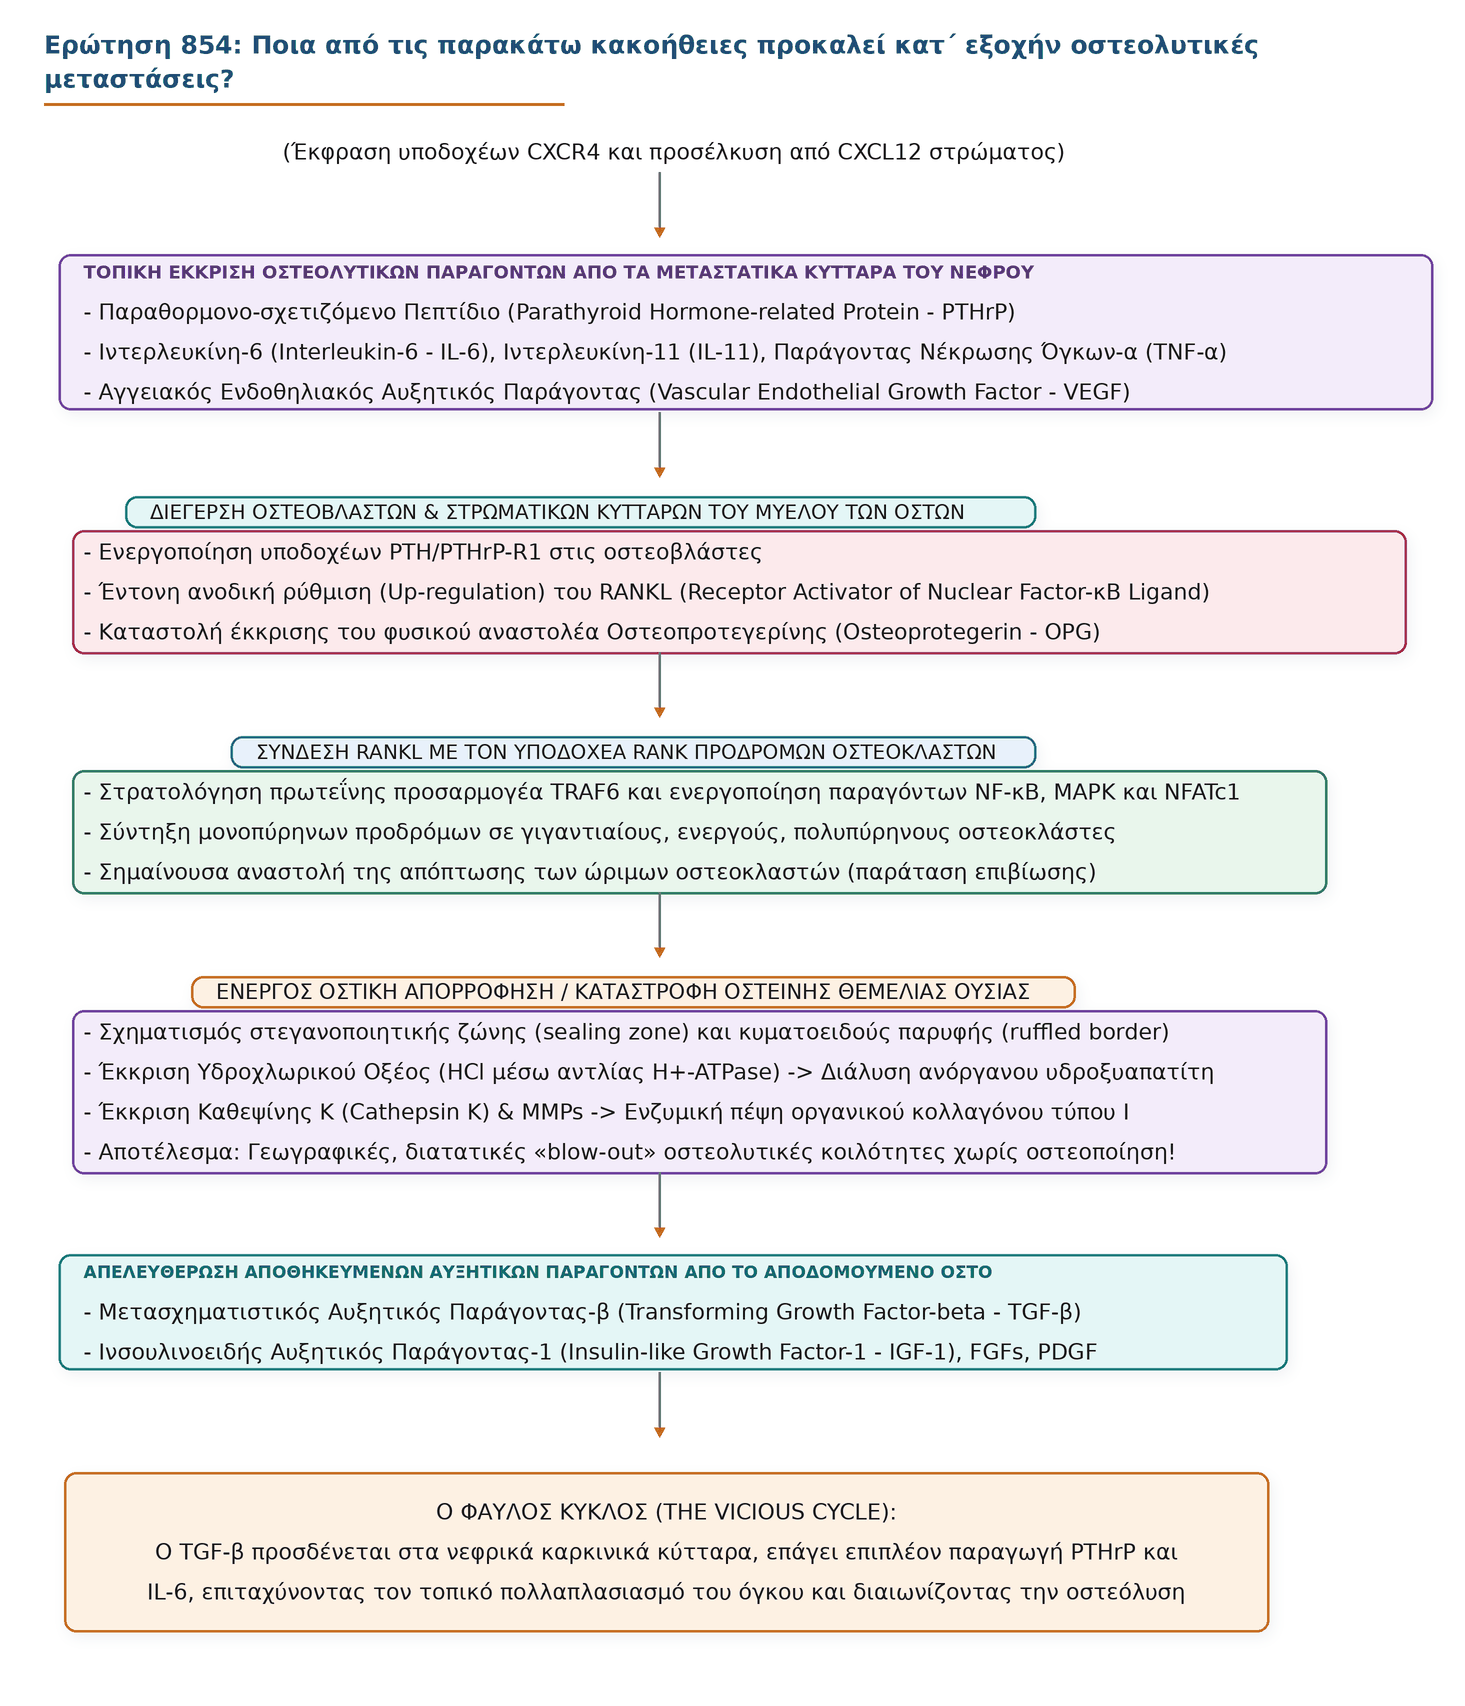 Ερώτηση 854: Ποια από τις παρακάτω κακοήθειες προκαλεί κατ΄ εξοχήν οστεολυτικές
μεταστάσεις?
(Έκφραση υποδοχέων CXCR4 και προσέλκυση από CXCL12 στρώματος)
ΤΟΠΙΚΗ ΕΚΚΡΙΣΗ ΟΣΤΕΟΛΥΤΙΚΩΝ ΠΑΡΑΓΟΝΤΩΝ ΑΠΟ ΤΑ ΜΕΤΑΣΤΑΤΙΚΑ ΚΥΤΤΑΡΑ ΤΟΥ ΝΕΦΡΟΥ
- Παραθορμονο-σχετιζόμενο Πεπτίδιο (Parathyroid Hormone-related Protein - PTHrP)
- Ιντερλευκίνη-6 (Interleukin-6 - IL-6), Ιντερλευκίνη-11 (IL-11), Παράγοντας Νέκρωσης Όγκων-α (TNF-α)
- Αγγειακός Ενδοθηλιακός Αυξητικός Παράγοντας (Vascular Endothelial Growth Factor - VEGF)
ΔΙΕΓΕΡΣΗ ΟΣΤΕΟΒΛΑΣΤΩΝ & ΣΤΡΩΜΑΤΙΚΩΝ ΚΥΤΤΑΡΩΝ ΤΟΥ ΜΥΕΛΟΥ ΤΩΝ ΟΣΤΩΝ
- Ενεργοποίηση υποδοχέων PTH/PTHrP-R1 στις οστεοβλάστες
- Έντονη ανοδική ρύθμιση (Up-regulation) του RANKL (Receptor Activator of Nuclear Factor-κB Ligand)
- Καταστολή έκκρισης του φυσικού αναστολέα Οστεοπροτεγερίνης (Osteoprotegerin - OPG)
ΣΥΝΔΕΣΗ RANKL ΜΕ ΤΟΝ ΥΠΟΔΟΧΕΑ RANK ΠΡΟΔΡΟΜΩΝ ΟΣΤΕΟΚΛΑΣΤΩΝ
- Στρατολόγηση πρωτεΐνης προσαρμογέα TRAF6 και ενεργοποίηση παραγόντων NF-κB, MAPK και NFATc1
- Σύντηξη μονοπύρηνων προδρόμων σε γιγαντιαίους, ενεργούς, πολυπύρηνους οστεοκλάστες
- Σημαίνουσα αναστολή της απόπτωσης των ώριμων οστεοκλαστών (παράταση επιβίωσης)
ΕΝΕΡΓΟΣ ΟΣΤΙΚΗ ΑΠΟΡΡΟΦΗΣΗ / ΚΑΤΑΣΤΡΟΦΗ ΟΣΤΕΙΝΗΣ ΘΕΜΕΛΙΑΣ ΟΥΣΙΑΣ
- Σχηματισμός στεγανοποιητικής ζώνης (sealing zone) και κυματοειδούς παρυφής (ruffled border)
- Έκκριση Υδροχλωρικού Οξέος (HCl μέσω αντλίας H+-ATPase) -> Διάλυση ανόργανου υδροξυαπατίτη
- Έκκριση Καθεψίνης Κ (Cathepsin K) & MMPs -> Ενζυμική πέψη οργανικού κολλαγόνου τύπου Ι
- Αποτέλεσμα: Γεωγραφικές, διατατικές «blow-out» οστεολυτικές κοιλότητες χωρίς οστεοποίηση!
ΑΠΕΛΕΥΘΕΡΩΣΗ ΑΠΟΘΗΚΕΥΜΕΝΩΝ ΑΥΞΗΤΙΚΩΝ ΠΑΡΑΓΟΝΤΩΝ ΑΠΟ ΤΟ ΑΠΟΔΟΜΟΥΜΕΝΟ ΟΣΤΟ
- Μετασχηματιστικός Αυξητικός Παράγοντας-β (Transforming Growth Factor-beta - TGF-β)
- Ινσουλινοειδής Αυξητικός Παράγοντας-1 (Insulin-like Growth Factor-1 - IGF-1), FGFs, PDGF
Ο ΦΑΥΛΟΣ ΚΥΚΛΟΣ (THE VICIOUS CYCLE):
Ο TGF-β προσδένεται στα νεφρικά καρκινικά κύτταρα, επάγει επιπλέον παραγωγή PTHrP και
IL-6, επιταχύνοντας τον τοπικό πολλαπλασιασμό του όγκου και διαιωνίζοντας την οστεόλυση